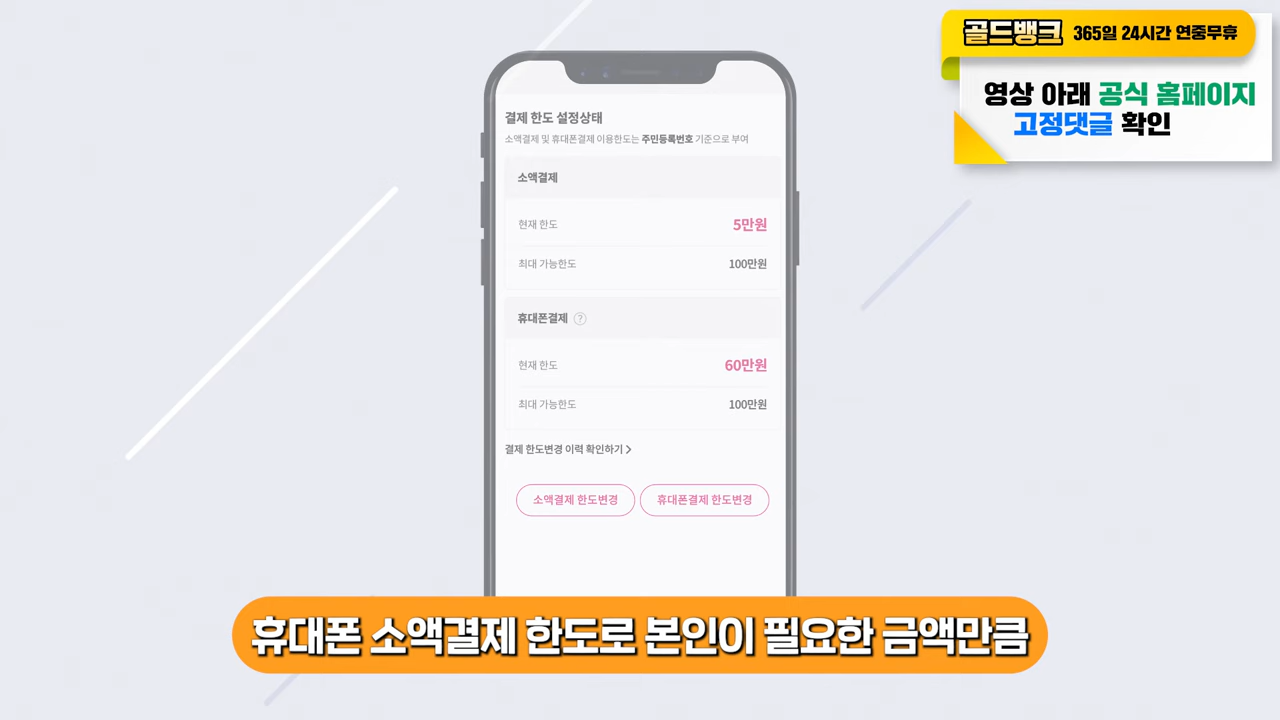 골드뱅크 365일 24시간 연중무휴
영상 아래 공식 홈페이지
고정댓글 확인
결제 한도 설정상태
소액결제 및 휴대폰결제 이용한도는 주민등록번호 기준으로 부여
소액결제
현재 한도 5만원
최대 가능한도 100만원
휴대폰결제 ?
현재 한도 60만원
최대 가능한도 100만원
결제 한도변경 이력 확인하기 >
소액결제 한도변경 휴대폰결제 한도변경
휴대폰 소액결제 한도로 본인이 필요한 금액만큼